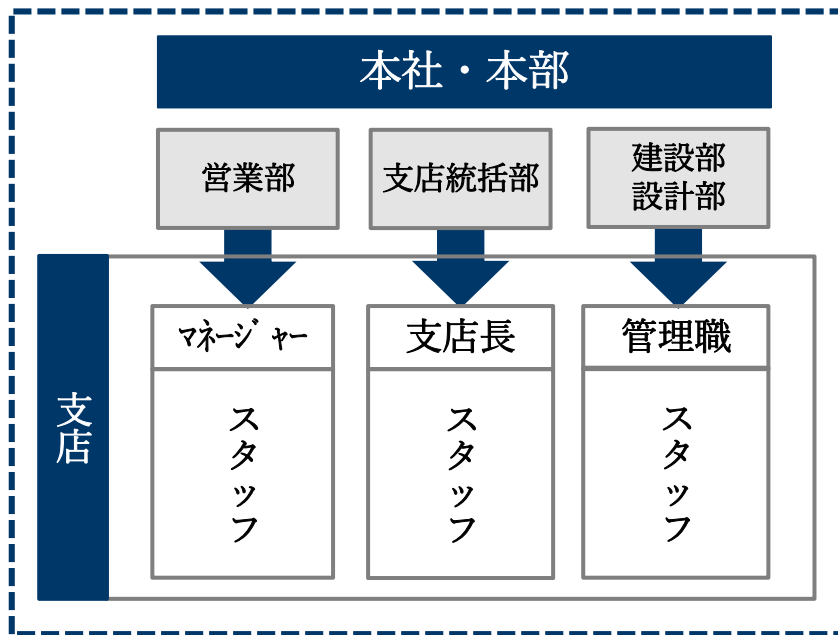 本社・本部
営業部
支店統括部
建設部
設計部
支店
マネージャー
支店長
管理職
スタッフ
スタッフ
スタッフ